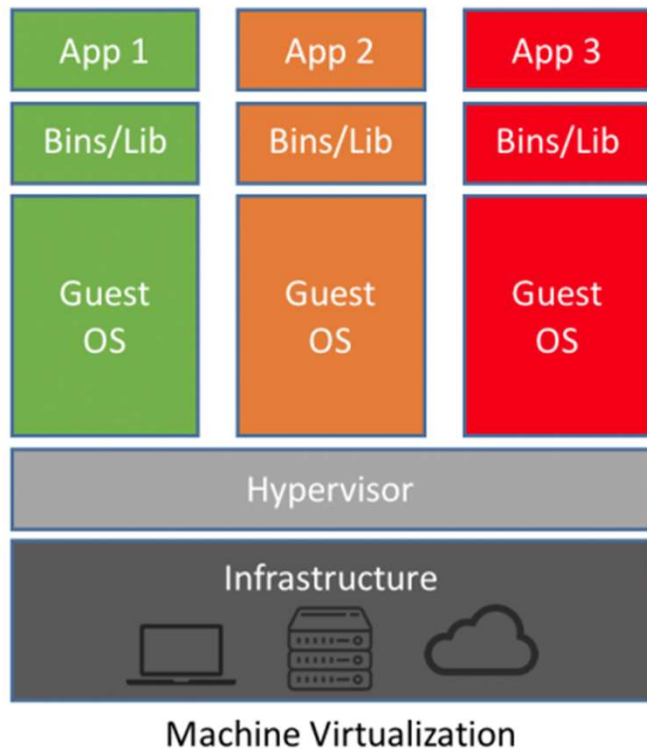 App 1
App 2
App 3
Bins/Lib
Bins/Lib
Bins/Lib
Guest
OS
Guest
OS
Guest
OS
Hypervisor
Infrastructure
Machine Virtualization